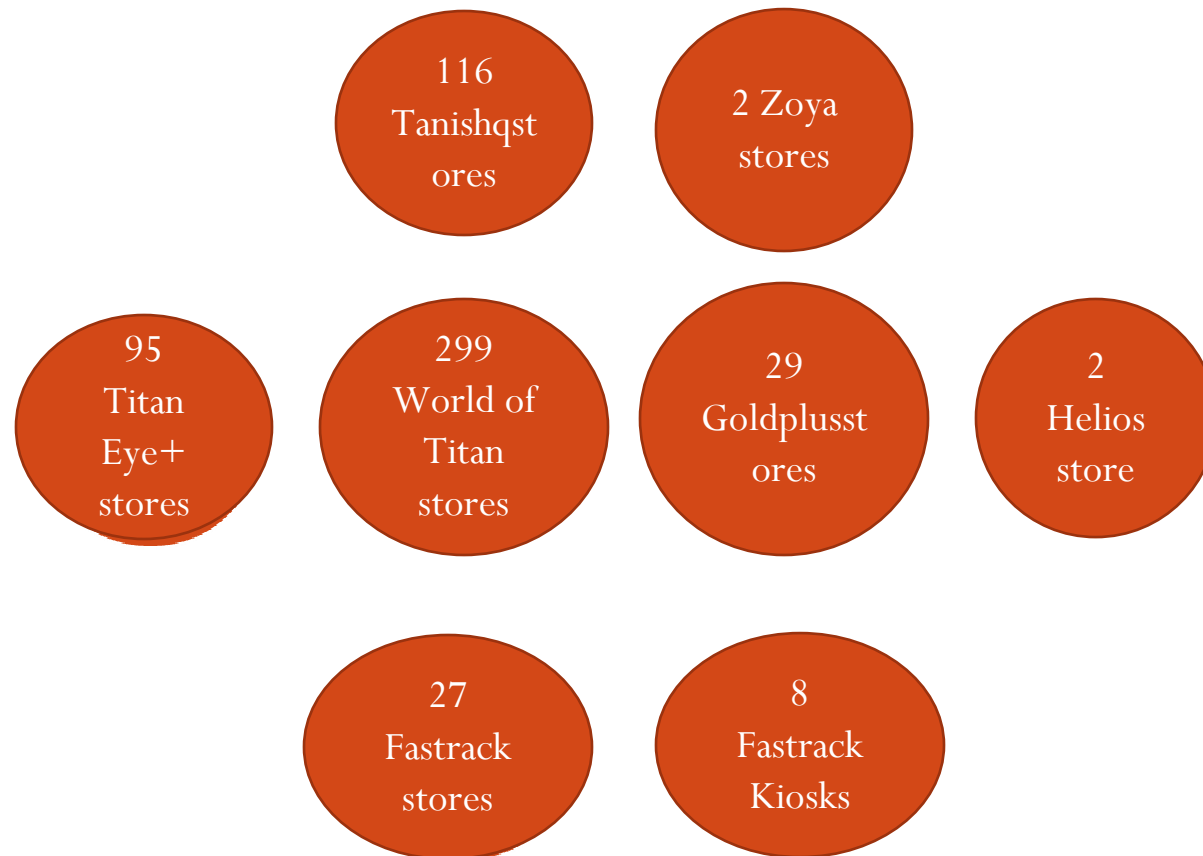 116
Tanishqst
ores
2 Zoya
stores
95
Titan
Eye+
stores
299
World of
Titan
stores
29
Goldplusst
ores
2
Helios
store
27
Fastrack
stores
8
Fastrack
Kiosks